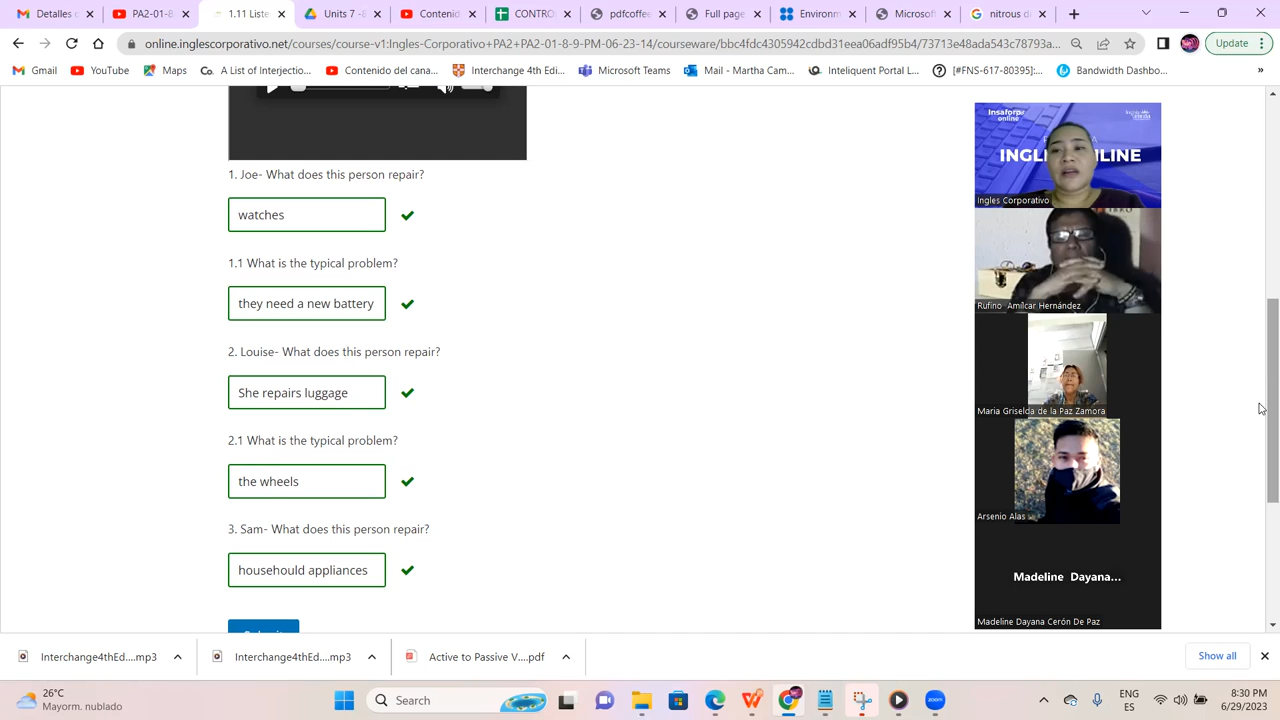 Detalles c
PA2-01-8
1.11 Liste
Units 7 -
Contenid
CONTR
pdfcoffee
Full page
Environm
Microsof
nitrous d
online.inglescorporativo.net/courses/course-v1:Ingles-Corpo...+PA2+PA2-01-8-9-PM-06-23-14/courseware/bbc4fdc4305942cdbd31eea06adf95b4/73713e48ada543c78793a...
Update
Gmail
YouTube
Maps
A List of Interjectio...
Contenido del cana...
Interchange 4th Edi...
Microsoft Teams
Mail - Martha Cam...
Inteliquent Portal L...
[#FNS-617-80395]:...
Bandwidth Dashbo...
»
1. Joe- What does this person repair?
watches
1.1 What is the typical problem?
they need a new battery
2. Louise- What does this person repair?
She repairs luggage
2.1 What is the typical problem?
the wheels
3. Sam- What does this person repair?
househould appliances
Insaforp
online
Ingles Corporativo
Rufino Amílcar Hernández
Maria Griselda de la Paz Zamora
Arsenio Alas
Madeline Dayana...
Madeline Dayana Cerón De Paz
Interchange4thEd....mp3
Interchange4thEd....mp3
Active to Passive V....pdf
Show all
26°C
Mayorm. nublado
Search
ENG
ES
8:30 PM
6/29/2023